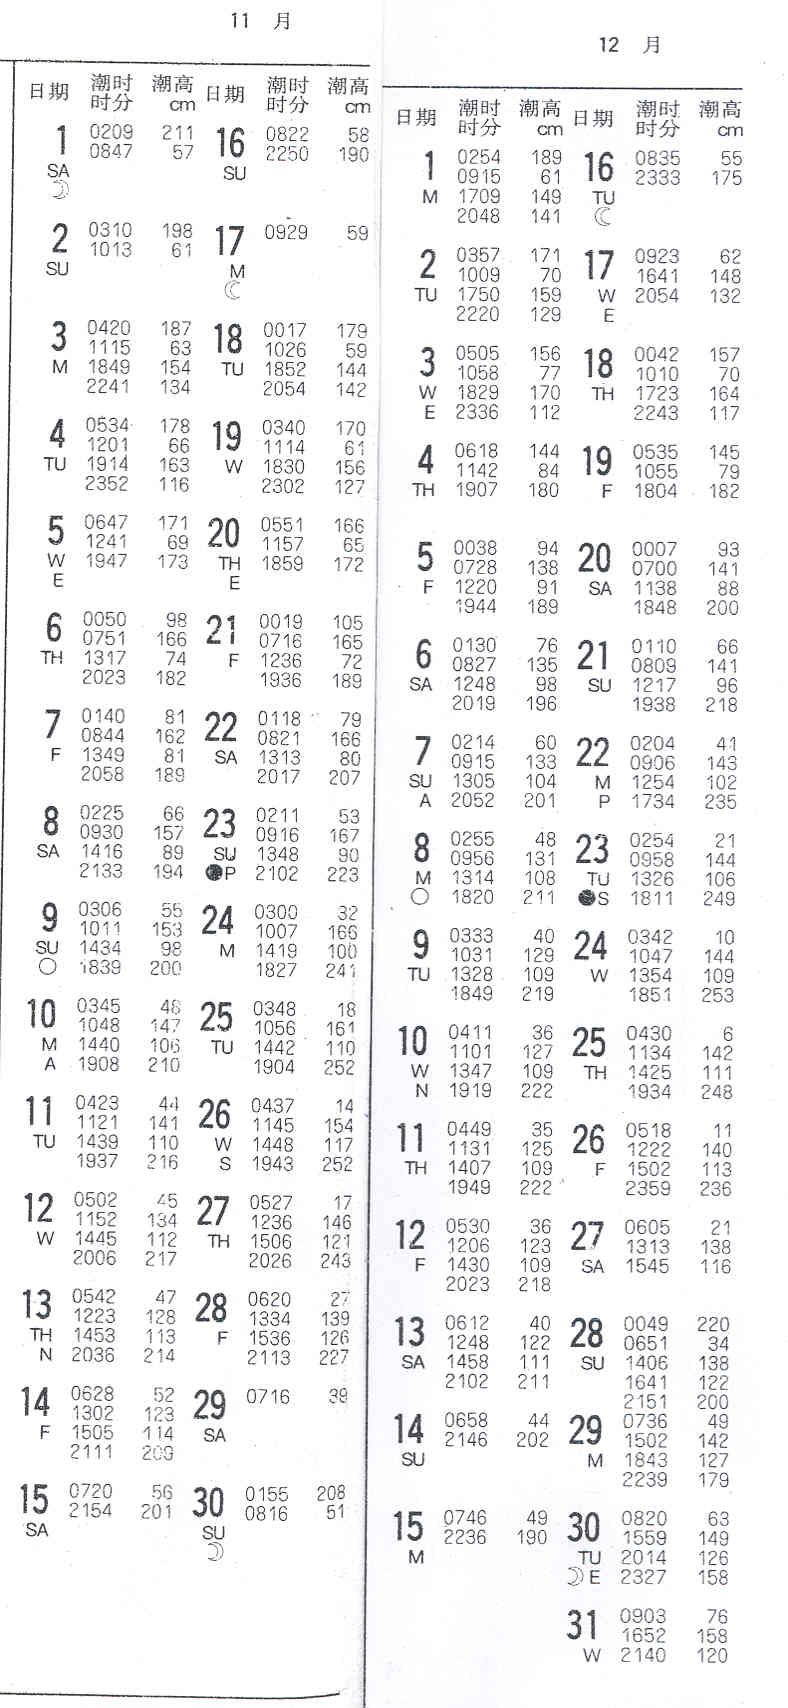 11 月
日期 潮时 潮高
时分 cm
1 0209 211
0847 57
SA
☽
2 0310 198
1013 61
SU
3 0420 187
1115 63
M 1849 154
2241 134
4 0534 178
1201 66
TU 1914 163
2352 116
5 0647 171
1241 69
W 1947 173
E
6 0050 98
0751 166
TH 1317 74
2023 182
7 0140 81
0844 162
F 1349 81
2058 189
8 0225 66
0930 157
SA 1416 89
2133 194
9 0306 55
1011 153
SU 1434 98
○ 1839 200
10 0345 48
1048 147
M 1440 106
A 1908 210
11 0423 44
1121 141
TU 1439 110
1937 216
12 0502 45
1152 134
W 1445 112
2006 217
13 0542 47
1223 128
TH 1453 113
N 2036 214
14 0628 52
1302 123
F 1505 114
2111 209
15 0720 56
2154 201
SA
日期 潮时 潮高
时分 cm
16 0822 58
2250 190
SU
17 0929 59
M
☾
18 0017 179
1026 59
TU 1852 144
2054 142
19 0340 170
1114 61
W 1830 156
2302 127
20 0551 166
1157 65
TH 1859 172
E
21 0019 105
0716 165
F 1236 72
1936 189
22 0118 79
0821 166
SA 1313 80
2017 207
23 0211 53
0916 167
SU 1348 90
●P 2102 223
24 0300 32
1007 166
M 1419 100
1827 241
25 0348 18
1056 161
TU 1442 110
1904 252
26 0437 14
1145 154
W 1448 117
S 1943 252
27 0527 17
1236 146
TH 1506 121
2026 243
28 0620 27
1334 139
F 1536 126
2113 227
29 0716 39
SA
30 0155 208
0816 51
SU
☽
12 月
日期 潮时 潮高
时分 cm
1 0254 189
0915 61
M 1709 149
2048 141
2 0357 171
1009 70
TU 1750 159
2220 129
3 0505 156
1058 77
W 1829 170
E 2336 112
4 0618 144
1142 84
TH 1907 180
5 0038 94
0728 138
F 1220 91
1944 189
6 0130 76
0827 135
SA 1248 98
2019 196
7 0214 60
0915 133
SU 1305 104
A 2052 201
8 0255 48
0956 131
M 1314 108
○ 1820 211
9 0333 40
1031 129
TU 1328 109
1849 219
10 0411 36
1101 127
W 1347 109
N 1919 222
11 0449 35
1131 125
TH 1407 109
1949 222
12 0530 36
1206 123
F 1430 109
2023 218
13 0612 40
1248 122
SA 1458 111
2102 211
14 0658 44
2146 202
SU
15 0746 49
2236 190
M
日期 潮时 潮高
时分 cm
16 0835 55
2333 175
TU
☾
17 0923 62
1641 148
W 2054 132
E
18 0042 157
1010 70
TH 1723 164
2243 117
19 0535 145
1055 79
F 1804 182
20 0007 93
0700 141
SA 1138 88
1848 200
21 0110 66
0809 141
SU 1217 96
1938 218
22 0204 41
0906 143
M 1254 102
P 1734 235
23 0254 21
0958 144
TU 1326 106
●S 1811 249
24 0342 10
1047 144
W 1354 109
1851 253
25 0430 6
1134 142
TH 1425 111
1934 248
26 0518 11
1222 140
F 1502 113
2359 236
27 0605 21
1313 138
SA 1545 116
28 0049 220
0651 34
SU 1406 138
1641 122
2151 200
29 0736 49
1502 142
M 1843 127
2239 179
30 0820 63
1559 149
TU 2014 126
☽E 2327 158
31 0903 76
1652 158
W 2140 120